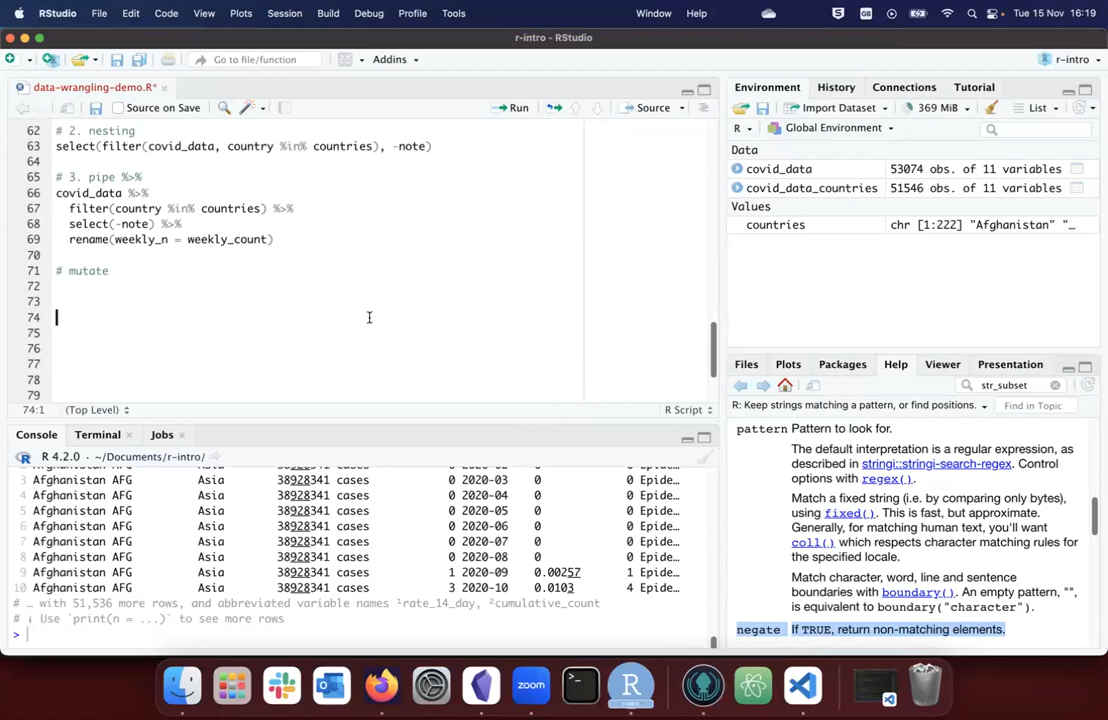 RStudio File Edit Code View Plots Session Build Debug Profile Tools Window Help GB Tue 15 Nov 16:19
r-intro – RStudio
Go to file/function Addins r-intro
data-wrangling-demo.R*
Source on Save Run Source
62 # 2. nesting
63 select(filter(covid_data, country %in% countries), -note)
64
65 # 3. pipe %>%
66 covid_data %>%
67 filter(country %in% countries) %>%
68 select(-note) %>%
69 rename(weekly_n = weekly_count)
70
71 # mutate
72
73
74
75
76
77
78
79
74:1 (Top Level) R Script
Console Terminal Jobs
R 4.2.0 · ~/Documents/r-intro/
3 Afghanistan AFG Asia 38928341 cases 0 2020-03 0 0 Epide…
4 Afghanistan AFG Asia 38928341 cases 0 2020-04 0 0 Epide…
5 Afghanistan AFG Asia 38928341 cases 0 2020-05 0 0 Epide…
6 Afghanistan AFG Asia 38928341 cases 0 2020-06 0 0 Epide…
7 Afghanistan AFG Asia 38928341 cases 0 2020-07 0 0 Epide…
8 Afghanistan AFG Asia 38928341 cases 0 2020-08 0 0 Epide…
9 Afghanistan AFG Asia 38928341 cases 1 2020-09 0.00257 1 Epide…
10 Afghanistan AFG Asia 38928341 cases 3 2020-10 0.0103 4 Epide…
# … with 51,536 more rows, and abbreviated variable names ¹rate_14_day, ²cumulative_count
# ℹ Use `print(n = ...)` to see more rows
>
Environment History Connections Tutorial
Import Dataset 369 MiB List
R Global Environment
Data
covid_data 53074 obs. of 11 variables
covid_data_countries 51546 obs. of 11 variables
Values
countries chr [1:222] "Afghanistan" "…
Files Plots Packages Help Viewer Presentation
str_subset
R: Keep strings matching a pattern, or find positions. Find in Topic
pattern Pattern to look for.
The default interpretation is a regular expression, as
described in stringi::stringi-search-regex. Control
options with regex().
Match a fixed string (i.e. by comparing only bytes),
using fixed(). This is fast, but approximate.
Generally, for matching human text, you'll want
coll() which respects character matching rules for
the specified locale.
Match character, word, line and sentence
boundaries with boundary(). An empty pattern, "",
is equivalent to boundary("character").
negate If TRUE, return non-matching elements.
zoom
R
r-intro